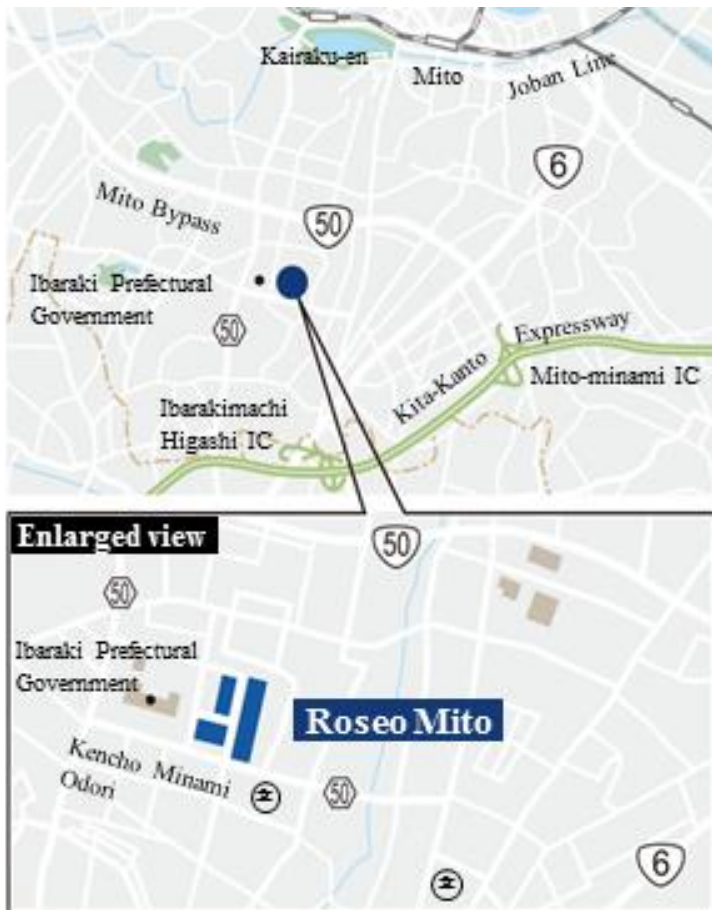 Kairaku-en
Mito
Joban Line
6
Mito Bypass
50
Ibaraki Prefectural
Government
50
Expressway
Kita-Kanto
Mito-minami IC
Ibarakimachi
Higashi IC
Enlarged view
50
50
Ibaraki Prefectural
Government
Roseo Mito
Kencho Minami
Odori
50
6